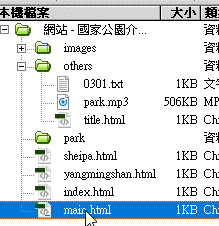 本機檔案 大小 類
網站 - 國家公園介... 資
images 資
others 資
0301.txt 1KB 文
park.mp3 506KB MP
title.html 1KB Ch
park 資
sheipa.html 1KB Ch
yangmingshan.html 1KB Ch
index.html 1KB Ch
main.html 1KB Ch